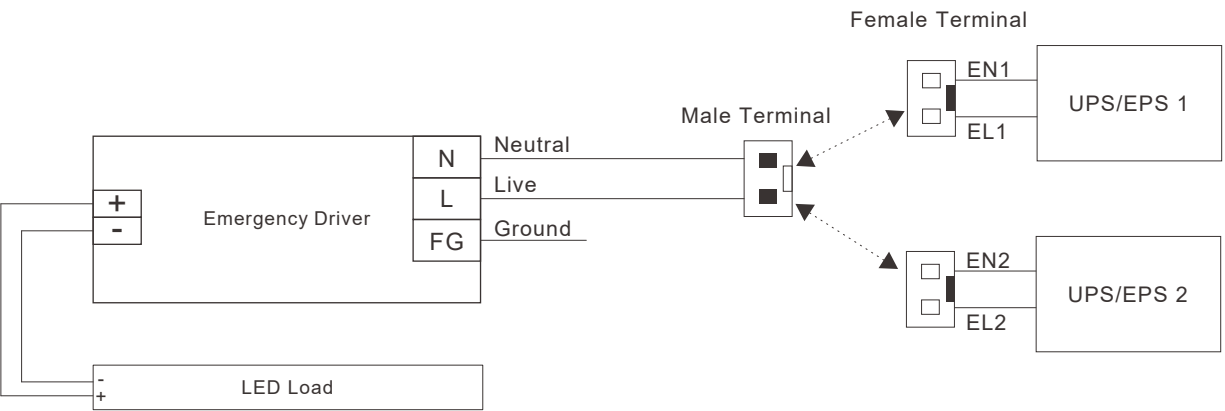 Female Terminal
EN1
UPS/EPS 1
EL1
Male Terminal
N
Neutral
L
Live
FG
Ground
+
-
Emergency Driver
EN2
UPS/EPS 2
EL2
-
+
LED Load